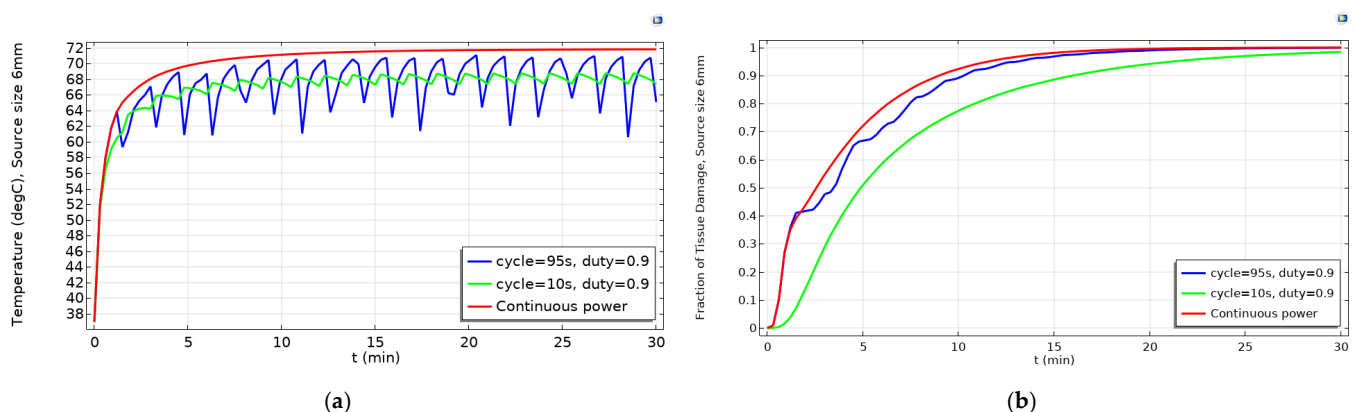 Temperature (degC), Source size 6mm
72
70
68
66
64
62
60
58
56
54
52
50
48
46
44
42
40
38
cycle=95s, duty=0.9
cycle=10s, duty=0.9
Continuous power
0 5 10 15 20 25 30
t (min)
(a)
Fraction of Tissue Damage, Source size 6mm
1
0.9
0.8
0.7
0.6
0.5
0.4
0.3
0.2
0.1
0
cycle=95s, duty=0.9
cycle=10s, duty=0.9
Continuous power
0 5 10 15 20 25 30
t (min)
(b)